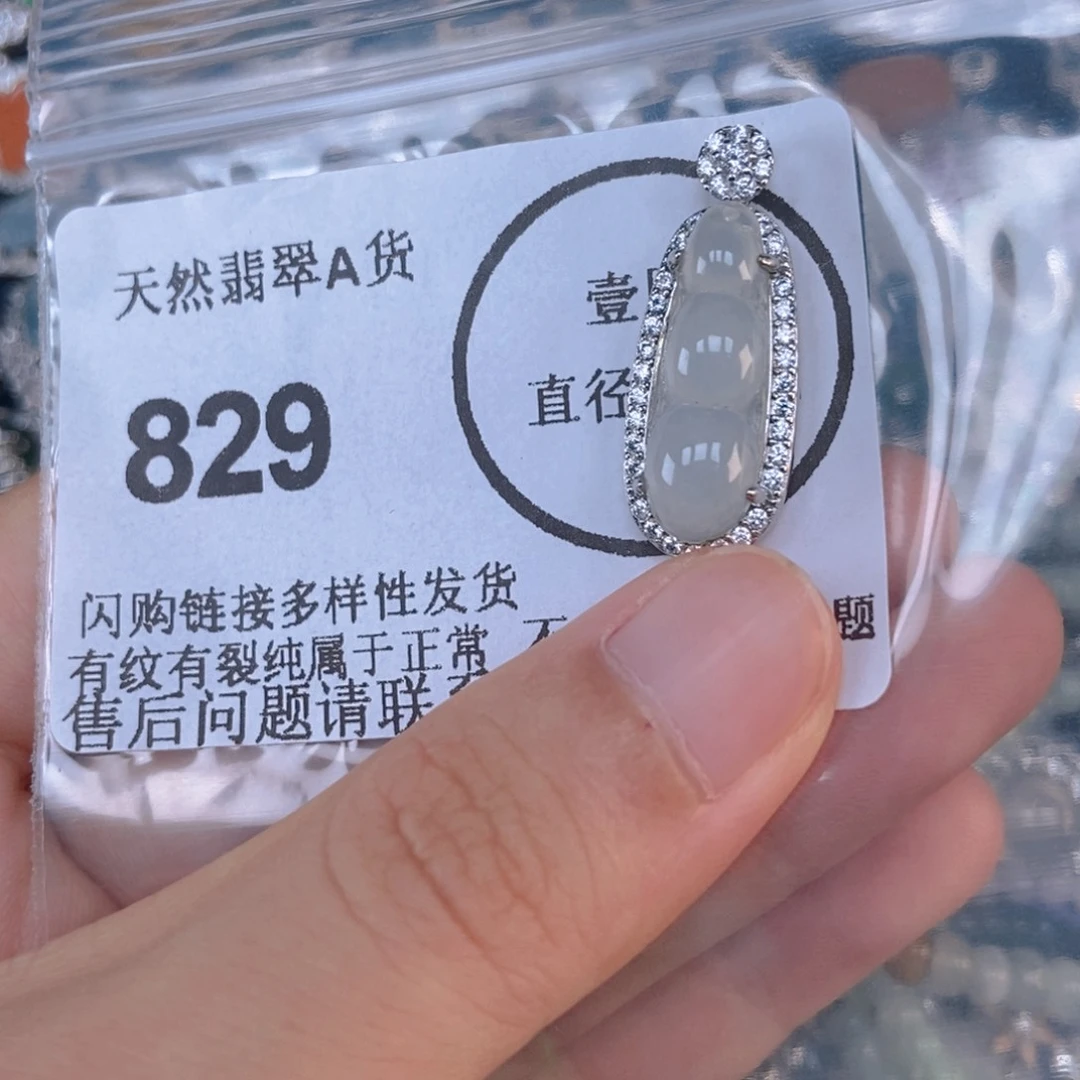 天然翡翠A货
壹
直径
829
闪购链接多样性发货
有纹有裂纯属于正常
题
售后问题请联